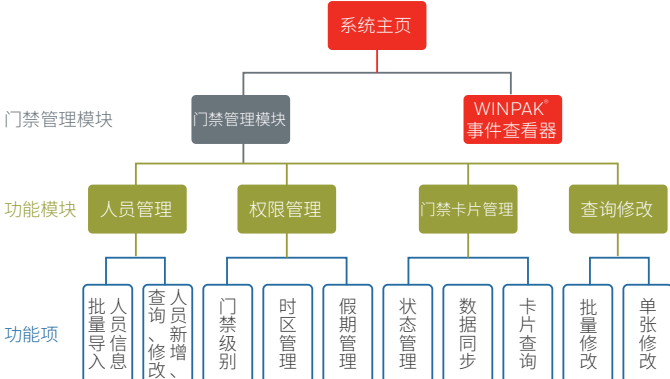 系统主页
门禁管理模块
门禁管理模块
WINPAK®
事件查看器
功能模块
人员管理
权限管理
门禁卡片管理
查询修改
功能项
人员信息
批量导入
人员新增、
查询、修改
门禁级别
时区管理
假期管理
状态管理
数据同步
卡片查询
批量修改
单张修改